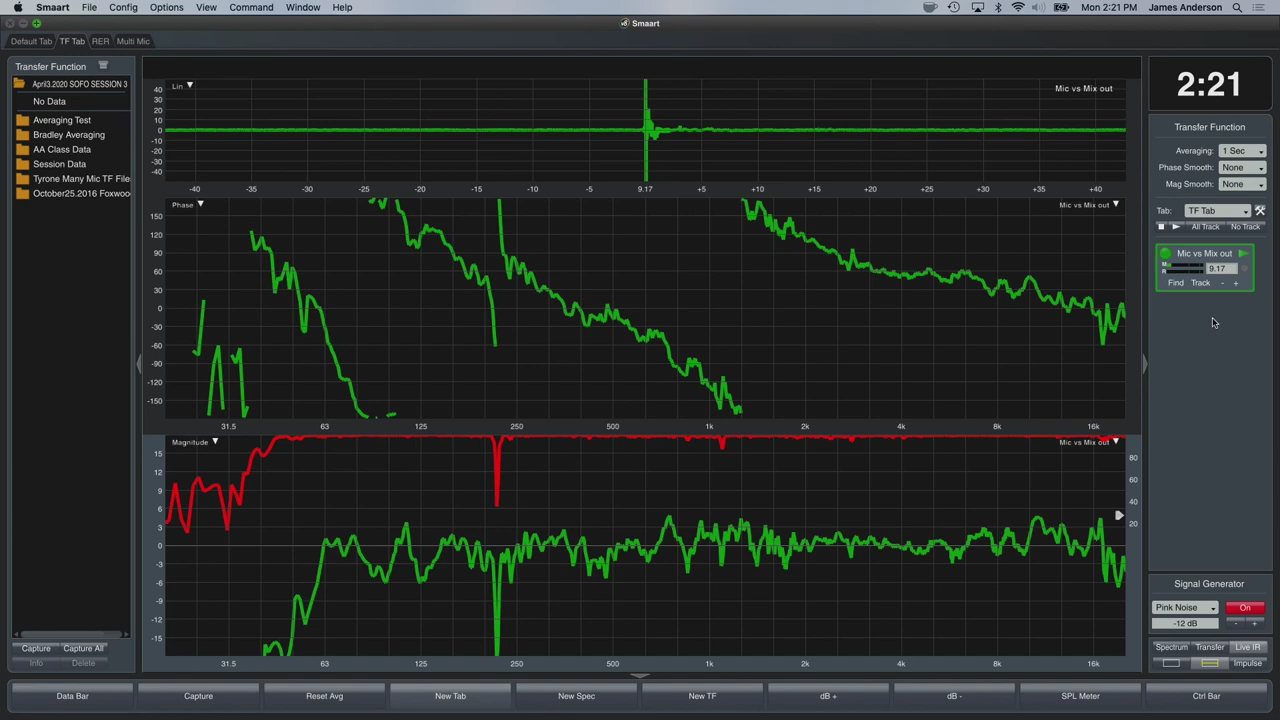 Smaart File Config Options View Command Window Help Mon 2:21 PM James Anderson
Smaart
Default Tab TF Tab RER Multi Mic
Transfer Function
April3.2020 SOFO SESSION 3
No Data
Averaging Test
Bradley Averaging
AA Class Data
Session Data
Tyrone Many Mic TF File
October25.2016 Foxwoo
Capture Capture All
Info Delete
Lin Mic vs Mix out
40
30
20
10
0
-10
-20
-30
-40
-40 -35 -30 -25 -20 -15 -10 -5 9.17 +5 +10 +15 +20 +25 +30 +35 +40
Phase Mic vs Mix out
150
120
90
60
30
0
-30
-60
-90
-120
-150
31.5 63 125 250 500 1k 2k 4k 8k 16k
Magnitude Mic vs Mix out
15 80
12
9 60
6 40
3 20
0
-3
-6
-9
-12
-15
31.5 63 125 250 500 1k 2k 4k 8k 16k
2:21
Transfer Function
Averaging: 1 Sec
Phase Smooth: None
Mag Smooth: None
Tab: TF Tab
All Track No Track
Mic vs Mix out
M
R 9.17
Find Track - +
Signal Generator
Pink Noise On
-12 dB - +
Spectrum Transfer Live IR
Impulse
Data Bar Capture Reset Avg New Tab New Spec New TF dB + dB - SPL Meter Ctrl Bar